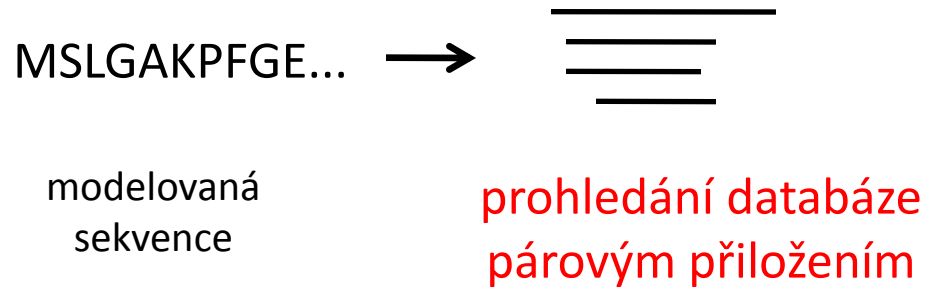 MSLGAKPFGE...
modelovaná
sekvence
prohledání databáze
párovým přiložením